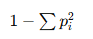 1 − ∑ p_i^2